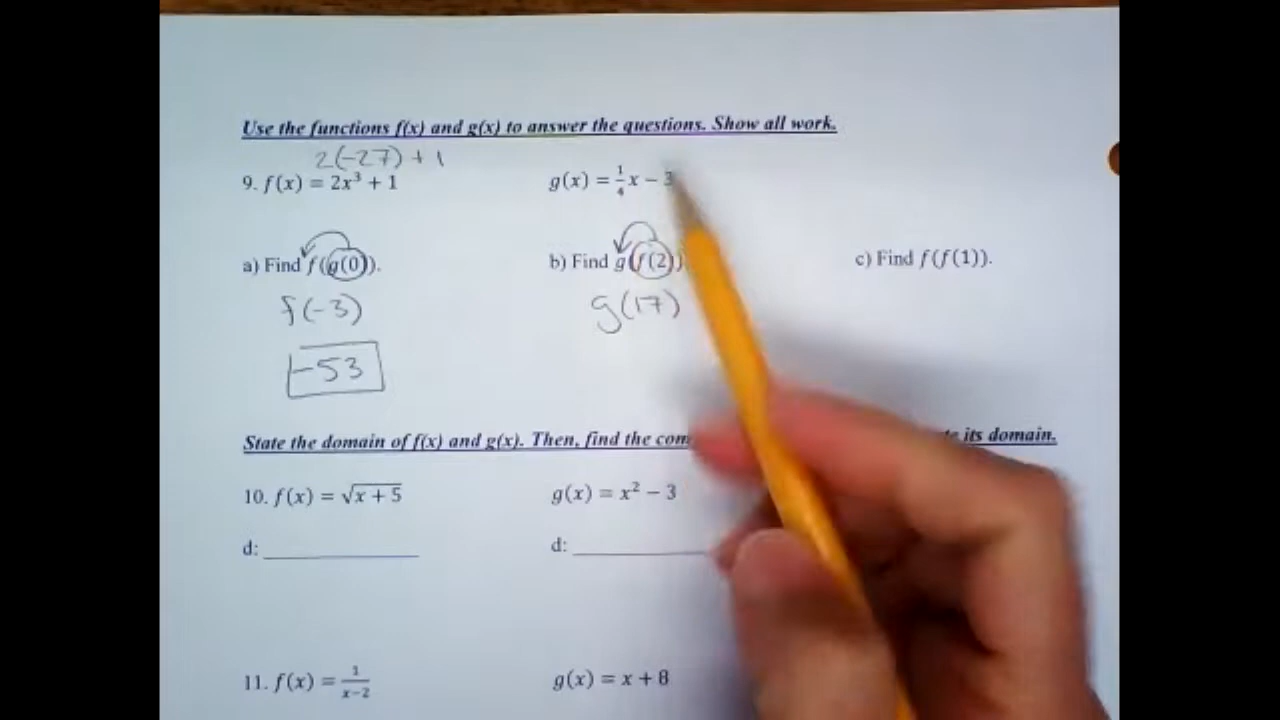 Use the functions f(x) and g(x) to answer the questions. Show all work.
2(-27) + 1
9. f(x) = 2x³ + 1
g(x) = 1/4 x − 3
a) Find f(g(0)).
b) Find g(f(2))
c) Find f(f(1)).
f(-3)
g(17)
-53
State the domain of f(x) and g(x). Then, find the its domain.
10. f(x) = √x + 5
g(x) = x² − 3
d:
d:
11. f(x) = 1/x−2
g(x) = x + 8